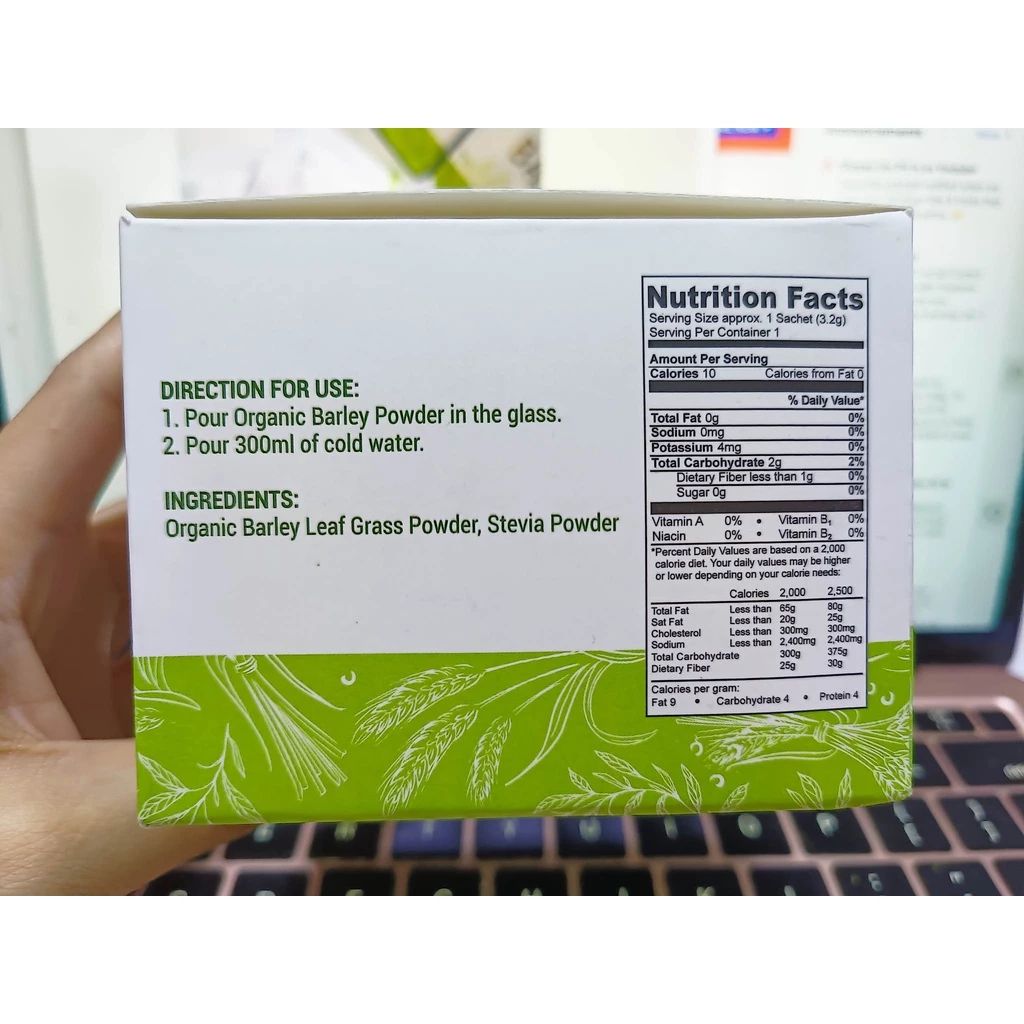 DIRECTION FOR USE:
1. Pour Organic Barley Powder in the glass.
2. Pour 300ml of cold water.
INGREDIENTS:
Organic Barley Leaf Grass Powder, Stevia Powder
Nutrition Facts
Serving Size approx. 1 Sachet (3.2g)
Serving Per Container 1
Amount Per Serving
Calories 10 Calories from Fat 0
% Daily Value*
Total Fat 0g 0%
Sodium 0mg 0%
Potassium 4mg 0%
Total Carbohydrate 2g 2%
Dietary Fiber less than 1g 0%
Sugar 0g 0%
Vitamin A 0% • Vitamin B₁ 0%
Niacin 0% • Vitamin B₂ 0%
*Percent Daily Values are based on a 2,000
calorie diet. Your daily values may be higher
or lower depending on your calorie needs:
Calories 2,000 2,500
Total Fat Less than 65g 80g
Sat Fat Less than 20g 25g
Cholesterol Less than 300mg 300mg
Sodium Less than 2,400mg 2,400mg
Total Carbohydrate 300g 375g
Dietary Fiber 25g 30g
Calories per gram:
Fat 9 • Carbohydrate 4 • Protein 4